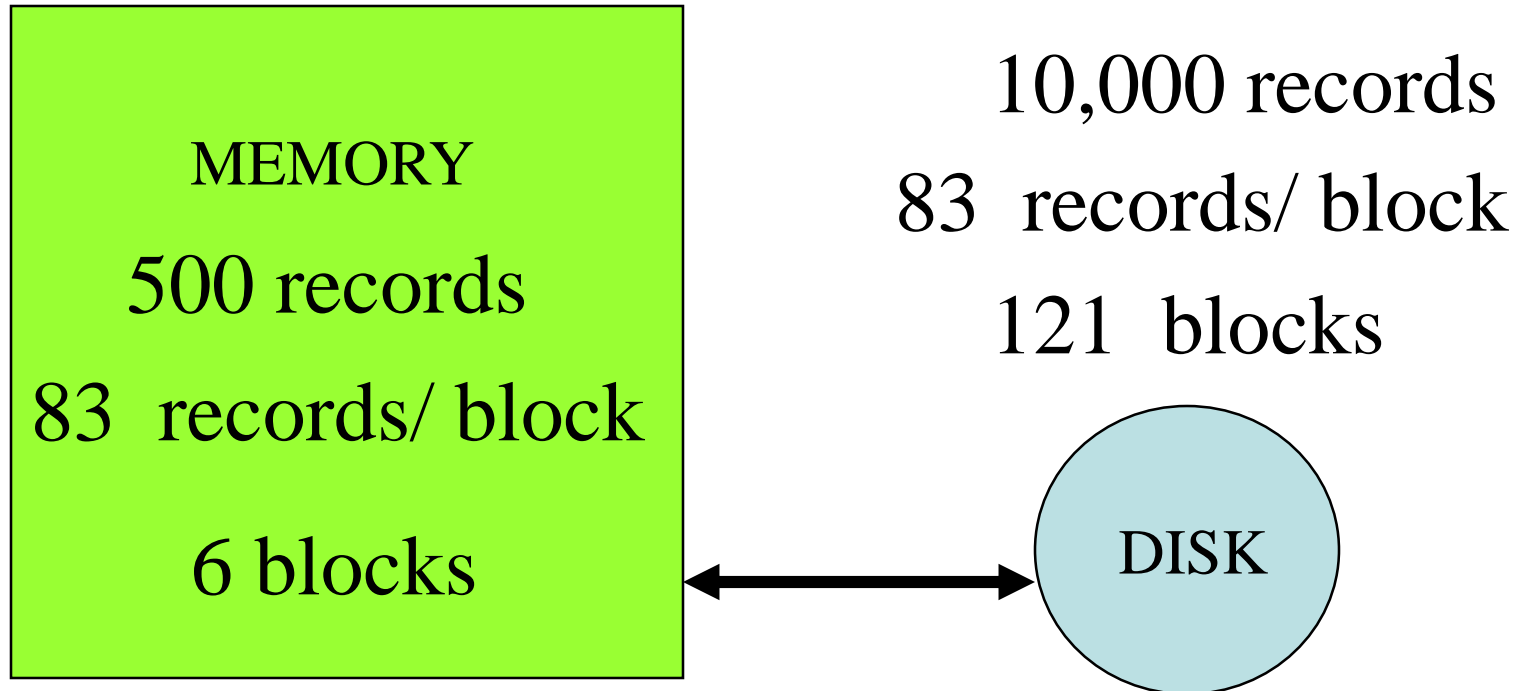 MEMORY
500 records
83 records/ block
6 blocks
10,000 records
83 records/ block
121 blocks
DISK